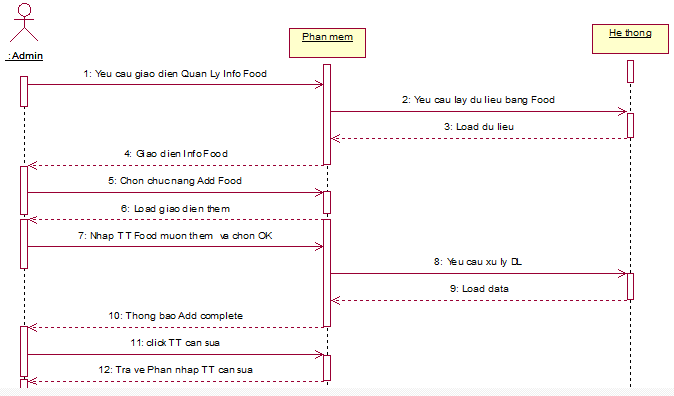 Phan mem
He thong
: Admin
1: Yeu cau giao dien Quan Ly Info Food
2: Yeu cau lay du lieu bang Food
3: Load du lieu
4: Giao dien Info Food
5: Chon chuc nang Add Food
6: Load giao dien them
7: Nhap TT Food muon them va chon OK
8: Yeu cau xu ly DL
9: Load data
10: Thong bao Add complete
11: click TT can sua
12: Tra ve Phan nhap TT can sua